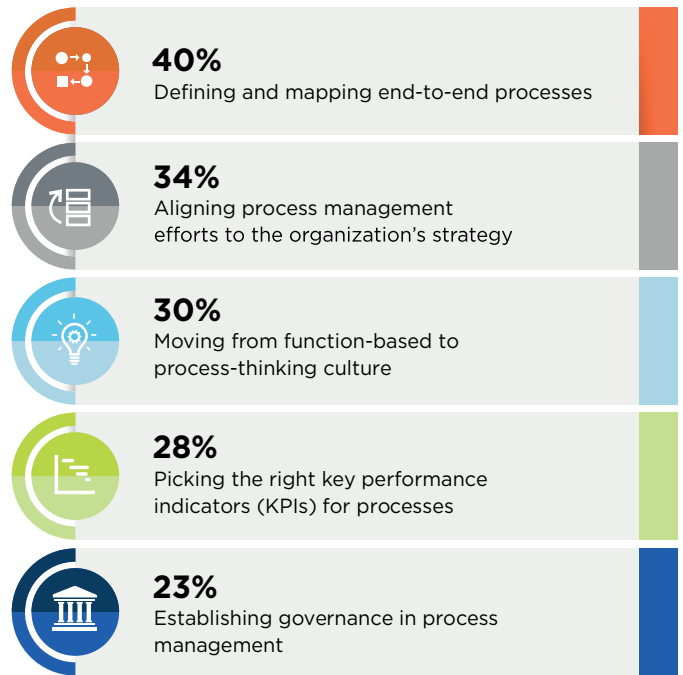 40%
Defining and mapping end-to-end processes
34%
Aligning process management
efforts to the organization’s strategy
30%
Moving from function-based to
process-thinking culture
28%
Picking the right key performance
indicators (KPIs) for processes
23%
Establishing governance in process
management